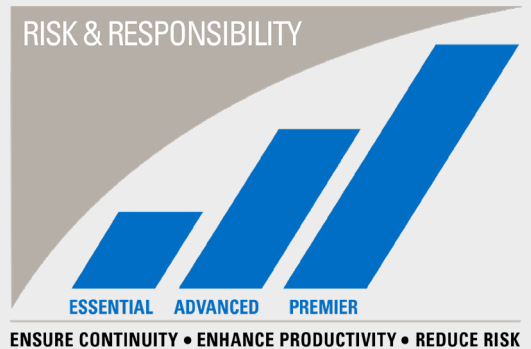 RISK & RESPONSIBILITY
ESSENTIAL ADVANCED PREMIER
ENSURE CONTINUITY • ENHANCE PRODUCTIVITY • REDUCE RISK